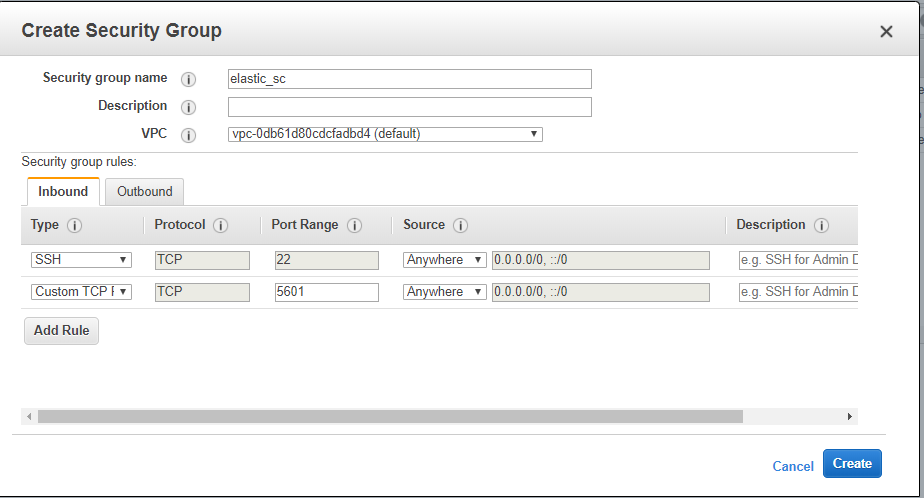 Create Security Group
Security group name elastic_sc
Description
VPC vpc-0db61d80cdcfadbd4 (default)
Security group rules:
Inbound Outbound
Type Protocol Port Range Source Description
SSH TCP 22 Anywhere 0.0.0.0/0, ::/0 e.g. SSH for Admin D
Custom TCP F TCP 5601 Anywhere 0.0.0.0/0, ::/0 e.g. SSH for Admin D
Add Rule
Cancel Create